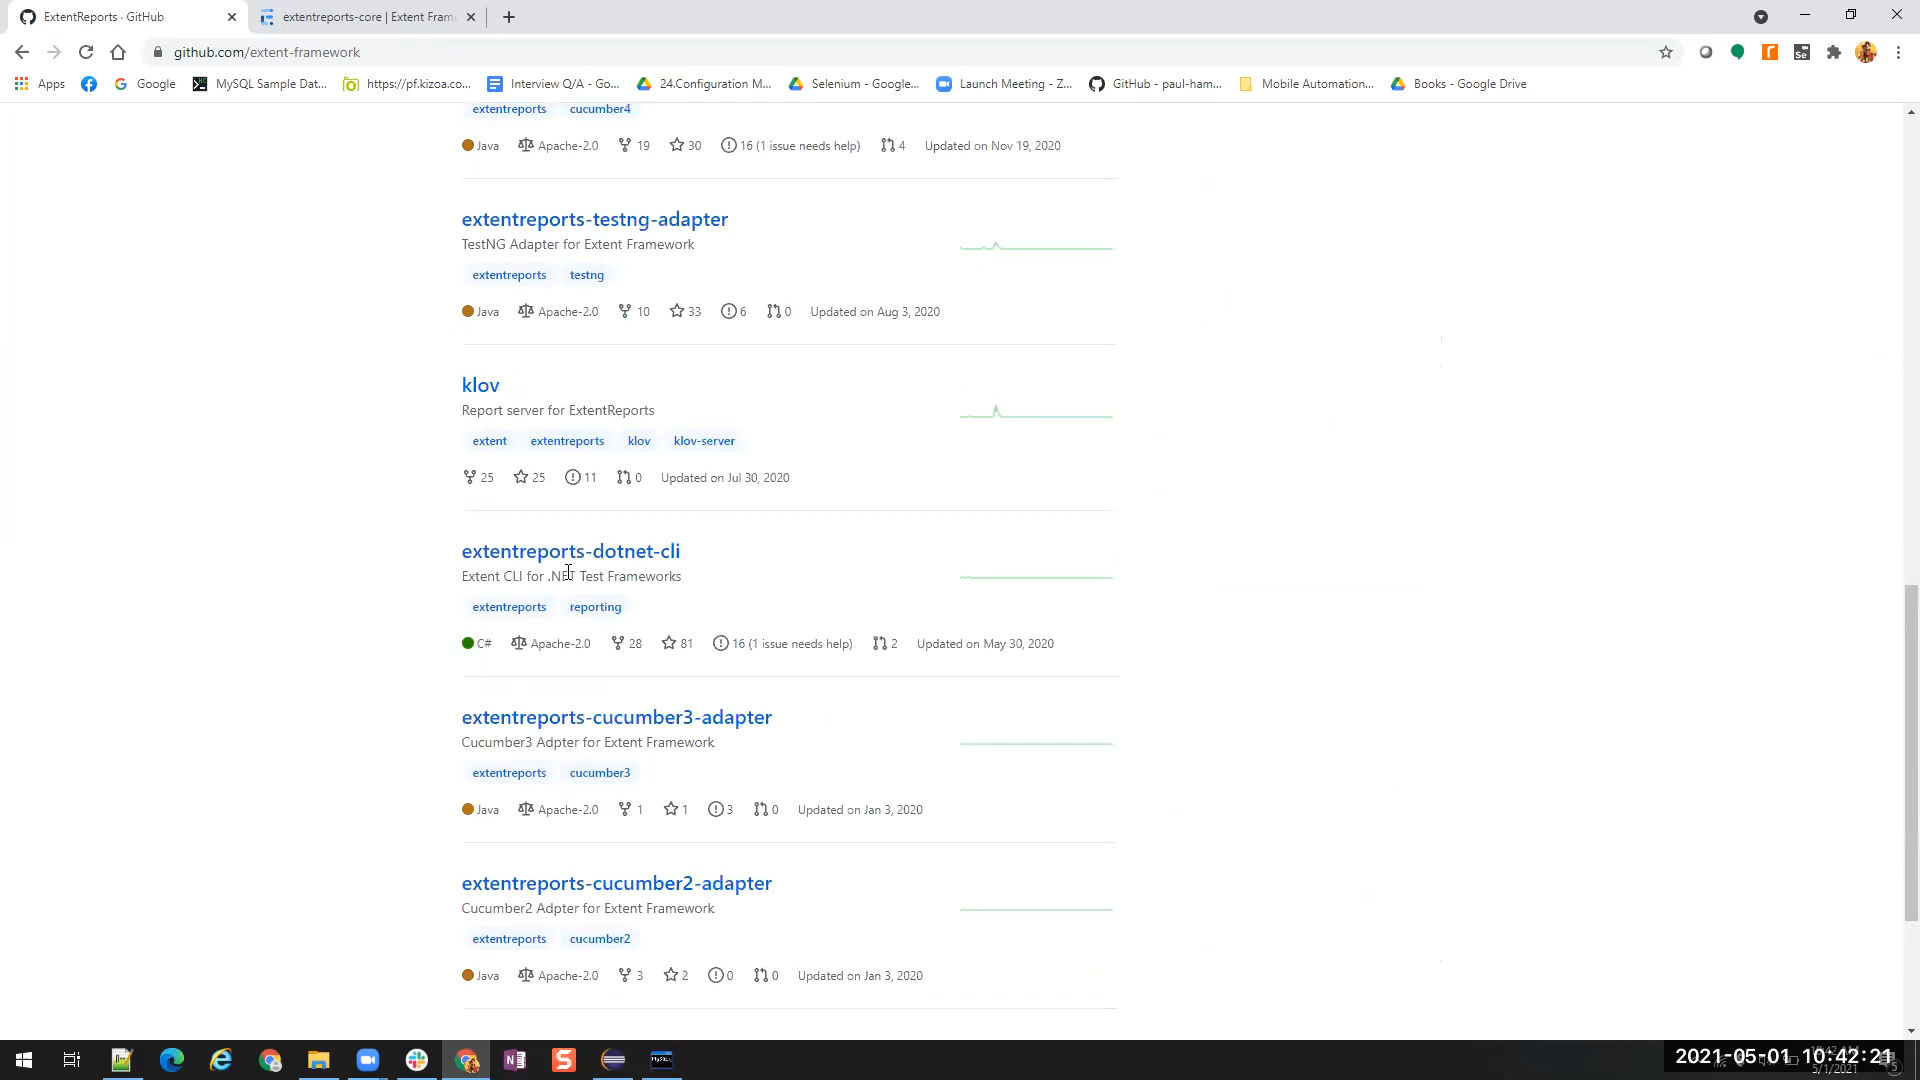 ExtentReports · GitHub
extentreports-core | Extent Fram
github.com/extent-framework
Apps
Google
MySQL Sample Dat...
https://pf.kizoa.co...
Interview Q/A - Go...
24.Configuration M...
Selenium - Google...
Launch Meeting - Z...
GitHub - paul-ham...
Mobile Automation...
Books - Google Drive
extentreports cucumber4
Java Apache-2.0 19 30 16 (1 issue needs help) 4 Updated on Nov 19, 2020
extentreports-testng-adapter
TestNG Adapter for Extent Framework
extentreports testng
Java Apache-2.0 10 33 6 0 Updated on Aug 3, 2020
klov
Report server for ExtentReports
extent extentreports klov klov-server
25 25 11 0 Updated on Jul 30, 2020
extentreports-dotnet-cli
Extent CLI for .NET Test Frameworks
extentreports reporting
C# Apache-2.0 28 81 16 (1 issue needs help) 2 Updated on May 30, 2020
extentreports-cucumber3-adapter
Cucumber3 Adpter for Extent Framework
extentreports cucumber3
Java Apache-2.0 1 1 3 0 Updated on Jan 3, 2020
extentreports-cucumber2-adapter
Cucumber2 Adpter for Extent Framework
extentreports cucumber2
Java Apache-2.0 3 2 0 0 Updated on Jan 3, 2020
2021-05-01 10:42:21
5/1/2021